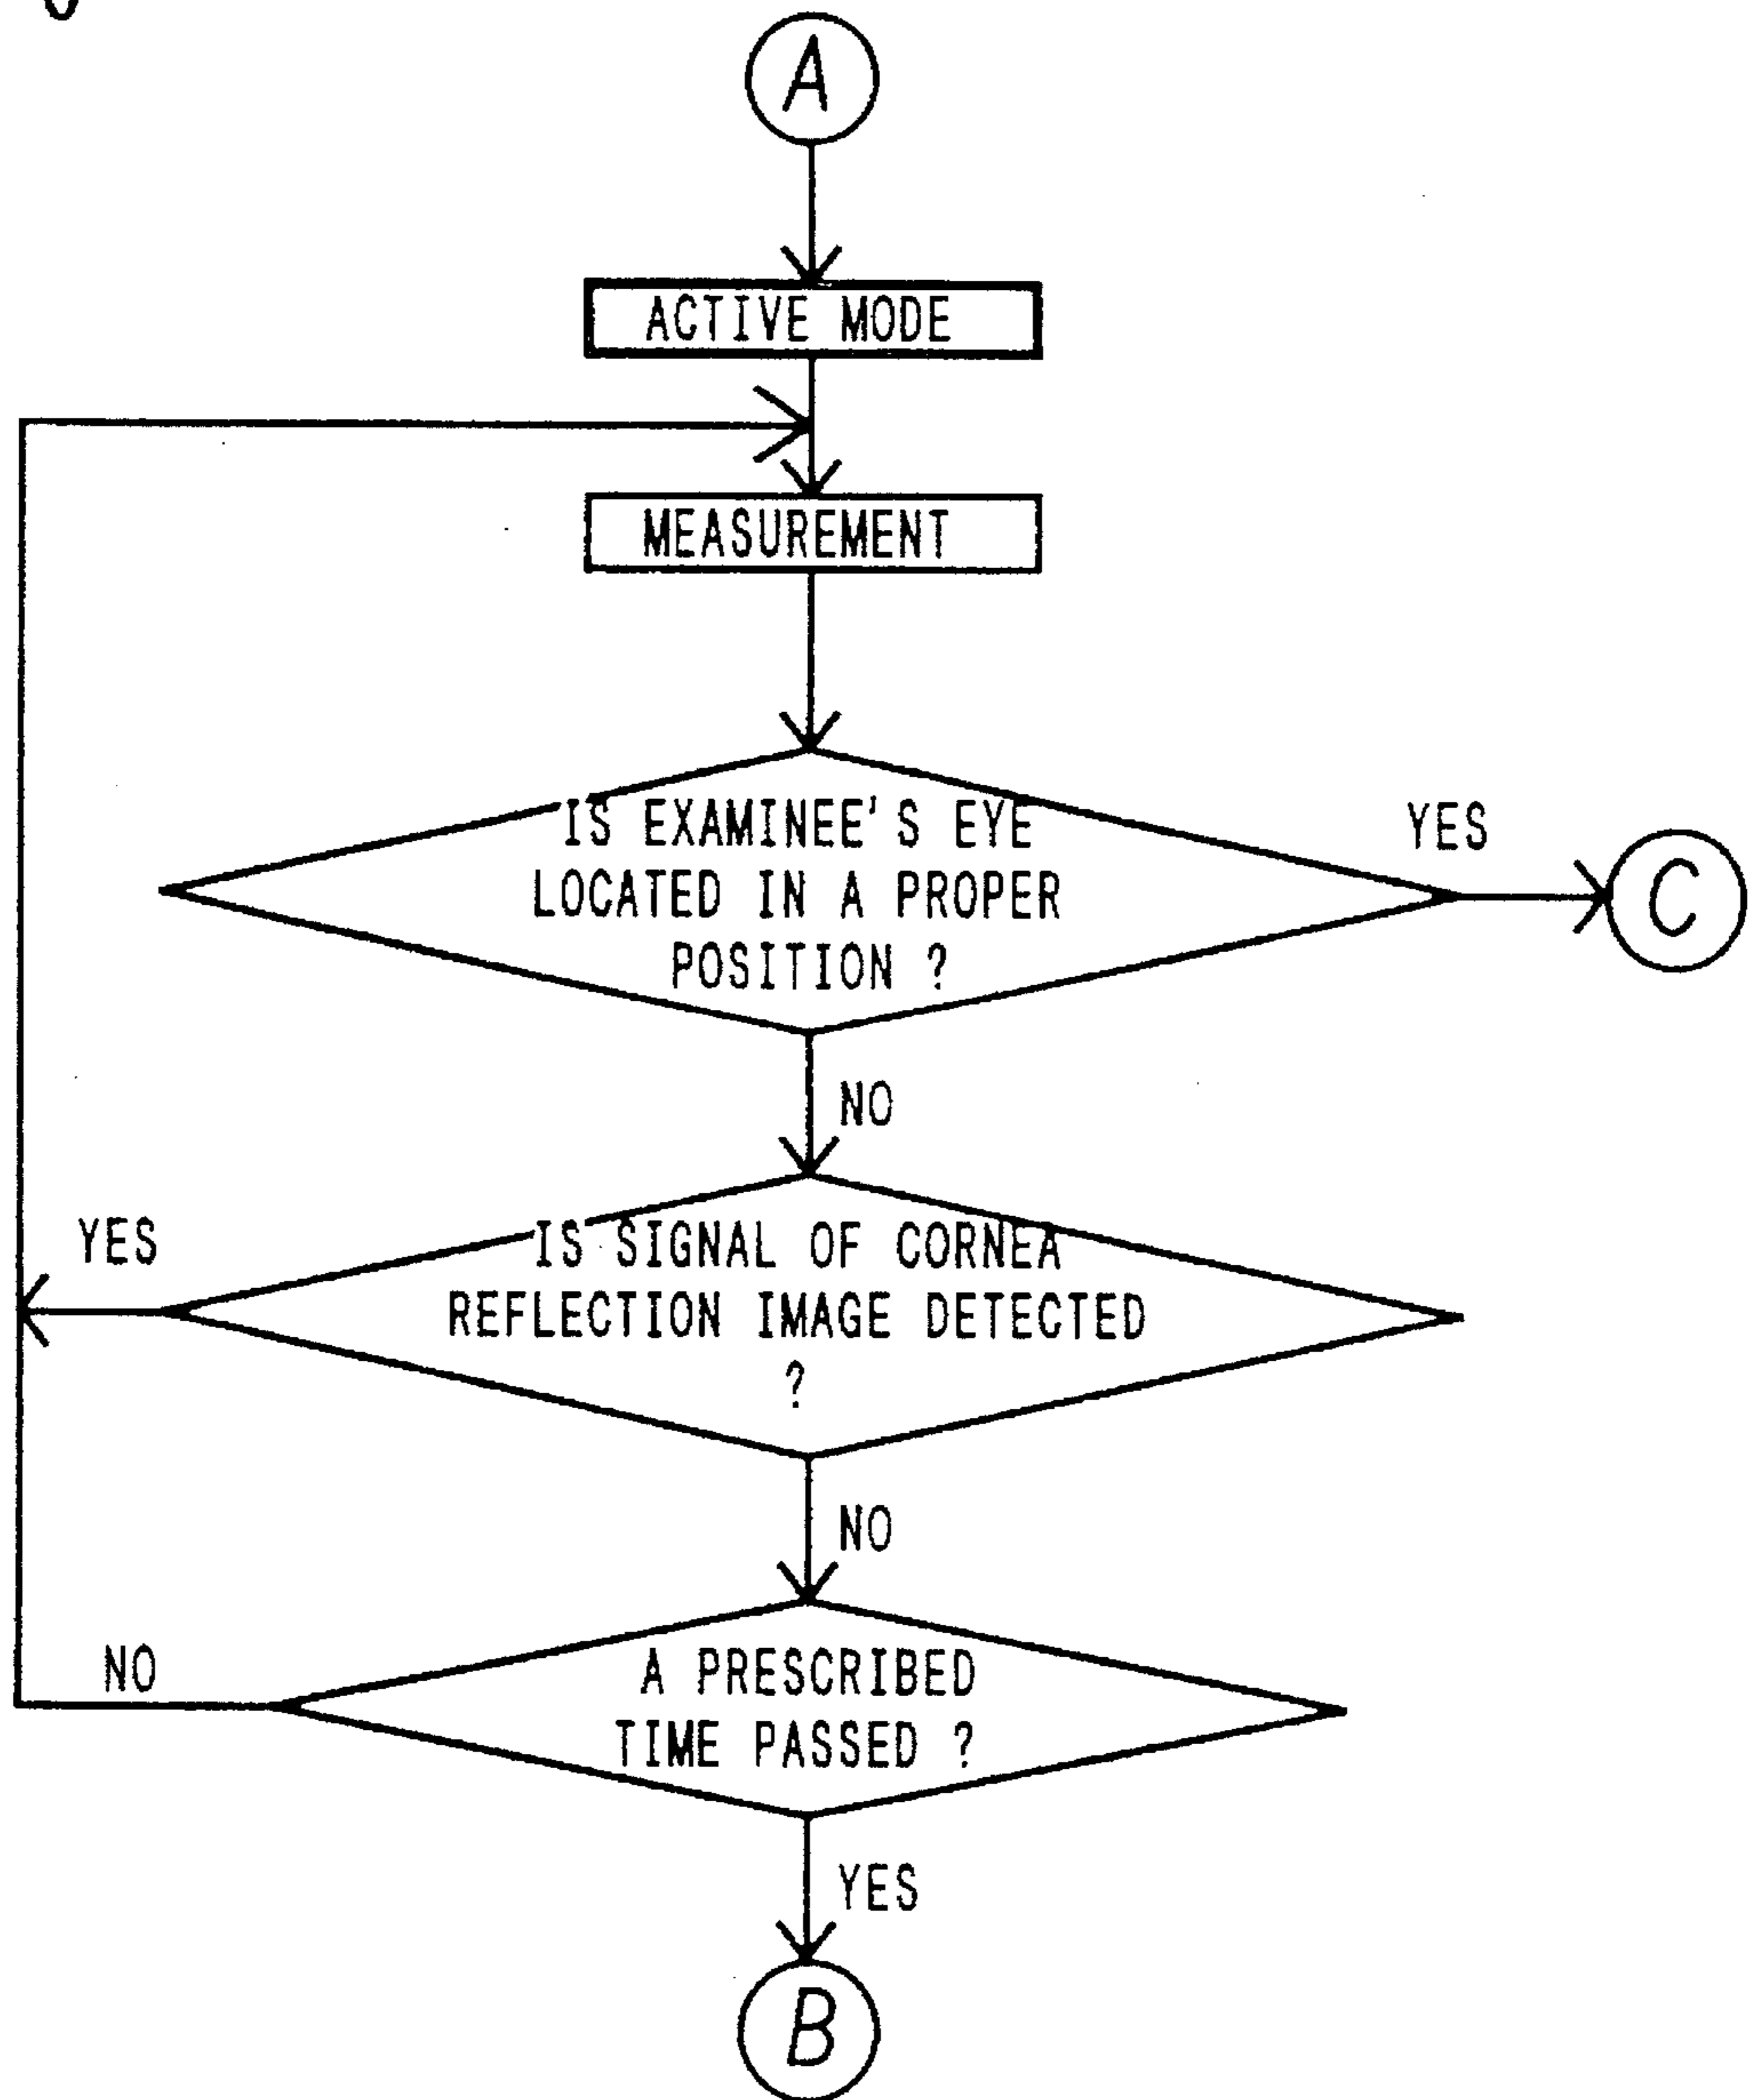 A
ACTIVE MODE
MEASUREMENT
IS EXAMINEE'S EYE
LOCATED IN A PROPER
POSITION ?
YES
C
NO
IS SIGNAL OF CORNEA
REFLECTION IMAGE DETECTED
?
YES
NO
A PRESCRIBED
TIME PASSED ?
NO
YES
B